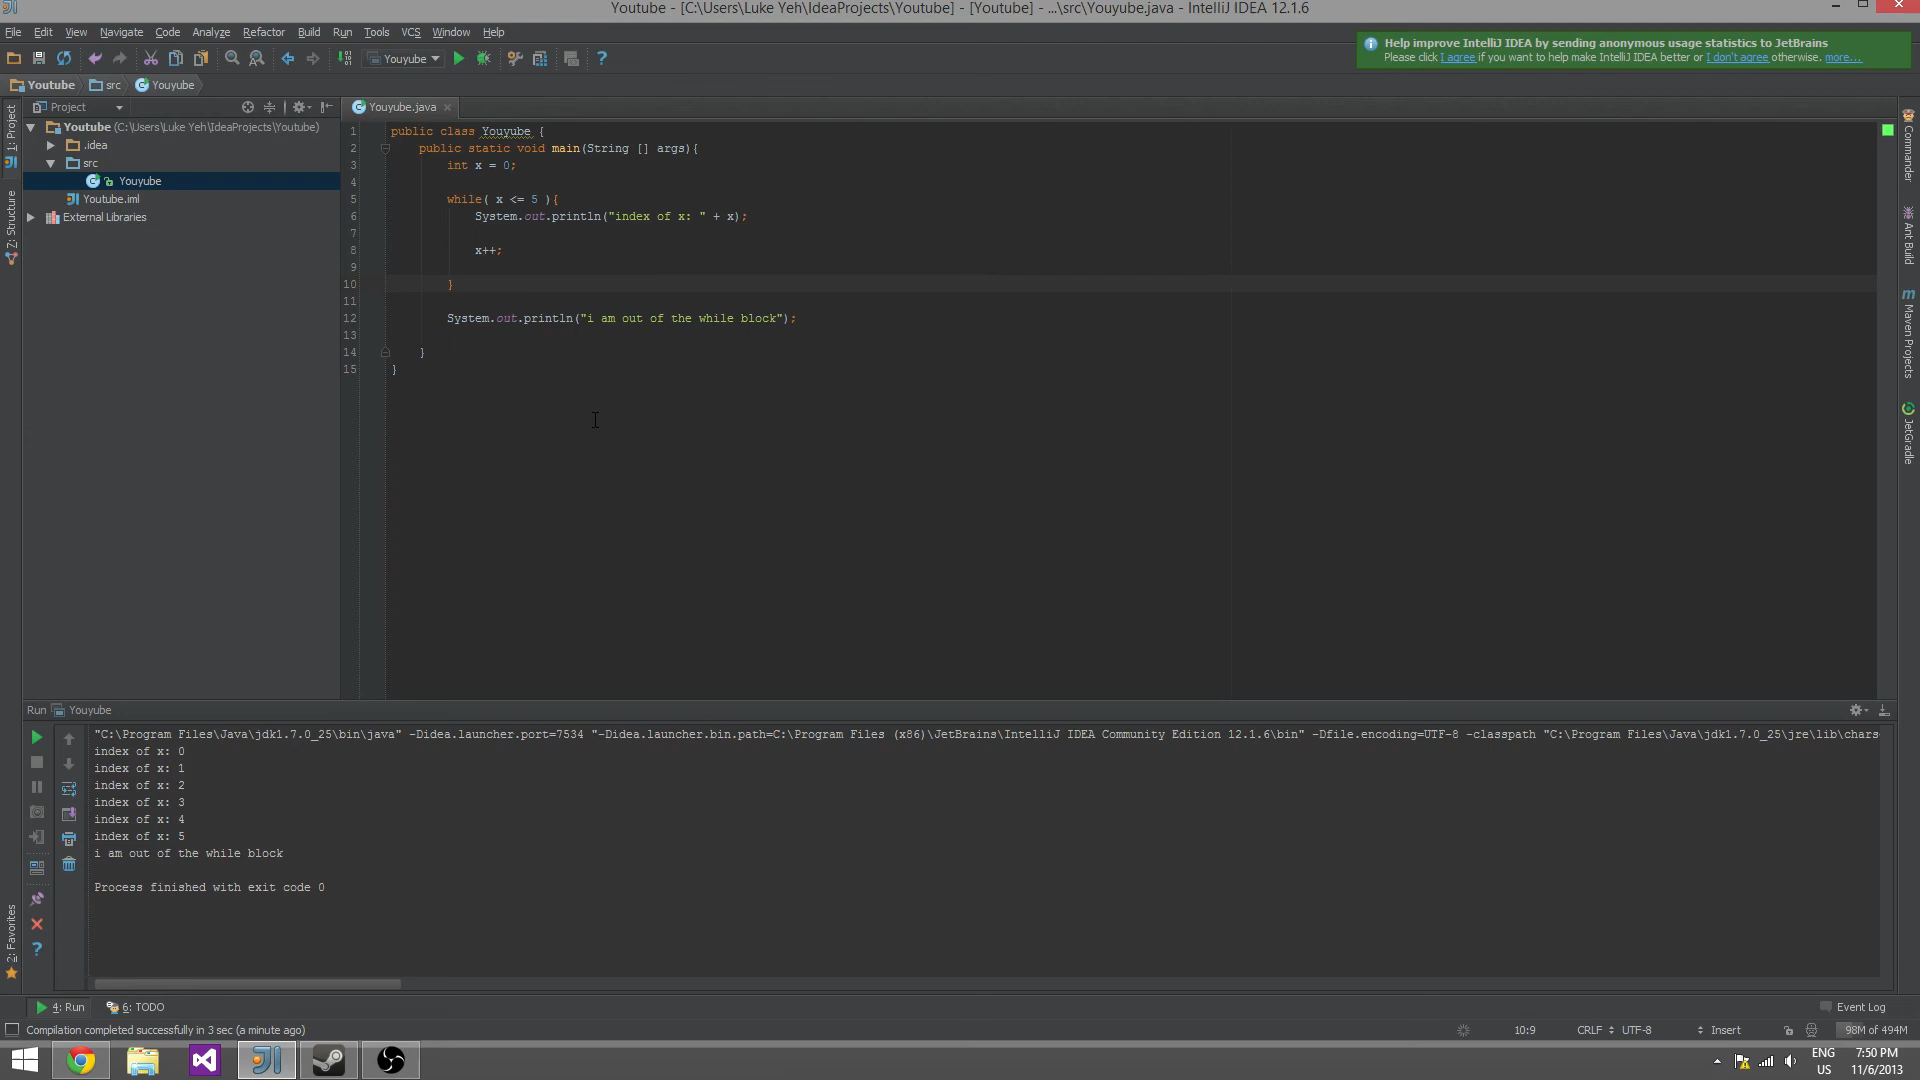 Youtube - [C:\Users\Luke Yeh\IdeaProjects\Youtube] - [Youtube] - ...\src\Youyube.java - IntelliJ IDEA 12.1.6
File Edit View Navigate Code Analyze Refactor Build Run Tools VCS Window Help
Youyube
Help improve IntelliJ IDEA by sending anonymous usage statistics to JetBrains
Please click I agree if you want to help make IntelliJ IDEA better or I don't agree otherwise. more...
Youtube src Youyube
Project
Youyube.java
Youtube (C:\Users\Luke Yeh\IdeaProjects\Youtube)
.idea
src
Youyube
Youtube.iml
External Libraries
1: Project
Z: Structure
2: Favorites
1 public class Youyube {
2 public static void main(String [] args){
3 int x = 0;
4
5 while( x <= 5 ){
6 System.out.println("index of x: " + x);
7
8 x++;
9
10 }
11
12 System.out.println("i am out of the while block");
13
14 }
15 }
Commander
Ant Build
Maven Projects
JetGradle
Run Youyube
"C:\Program Files\Java\jdk1.7.0_25\bin\java" -Didea.launcher.port=7534 "-Didea.launcher.bin.path=C:\Program Files (x86)\JetBrains\IntelliJ IDEA Community Edition 12.1.6\bin" -Dfile.encoding=UTF-8 -classpath "C:\Program Files\Java\jdk1.7.0_25\jre\lib\chars
index of x: 0
index of x: 1
index of x: 2
index of x: 3
index of x: 4
index of x: 5
i am out of the while block
Process finished with exit code 0
4: Run 6: TODO Event Log
Compilation completed successfully in 3 sec (a minute ago) 10:9 CRLF UTF-8 Insert 98M of 494M
ENG 7:50 PM
US 11/6/2013